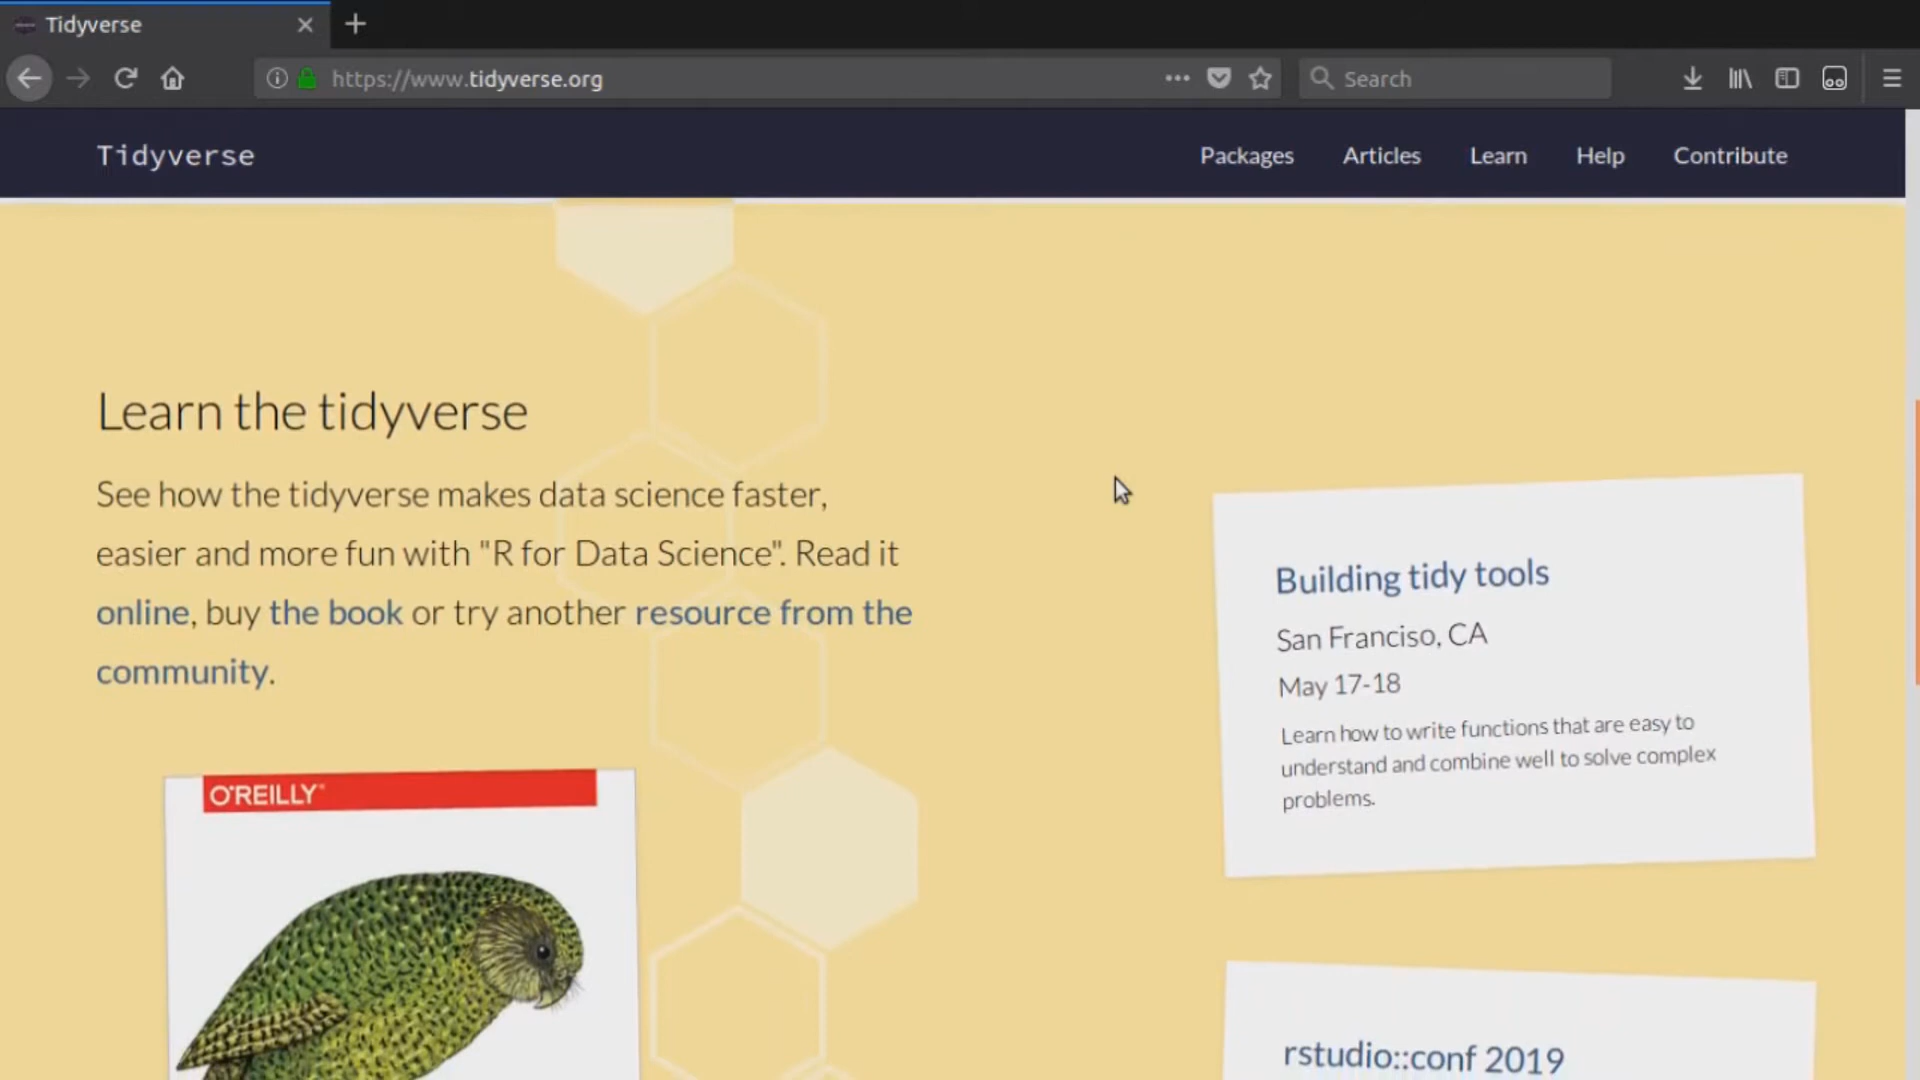 Tidyverse
https://www.tidyverse.org
Search
Tidyverse
Packages
Articles
Learn
Help
Contribute
Learn the tidyverse
See how the tidyverse makes data science faster,
easier and more fun with "R for Data Science". Read it
online, buy the book or try another resource from the
community.
O'REILLY®
Building tidy tools
San Franciso, CA
May 17-18
Learn how to write functions that are easy to
understand and combine well to solve complex
problems.
rstudio::conf 2019